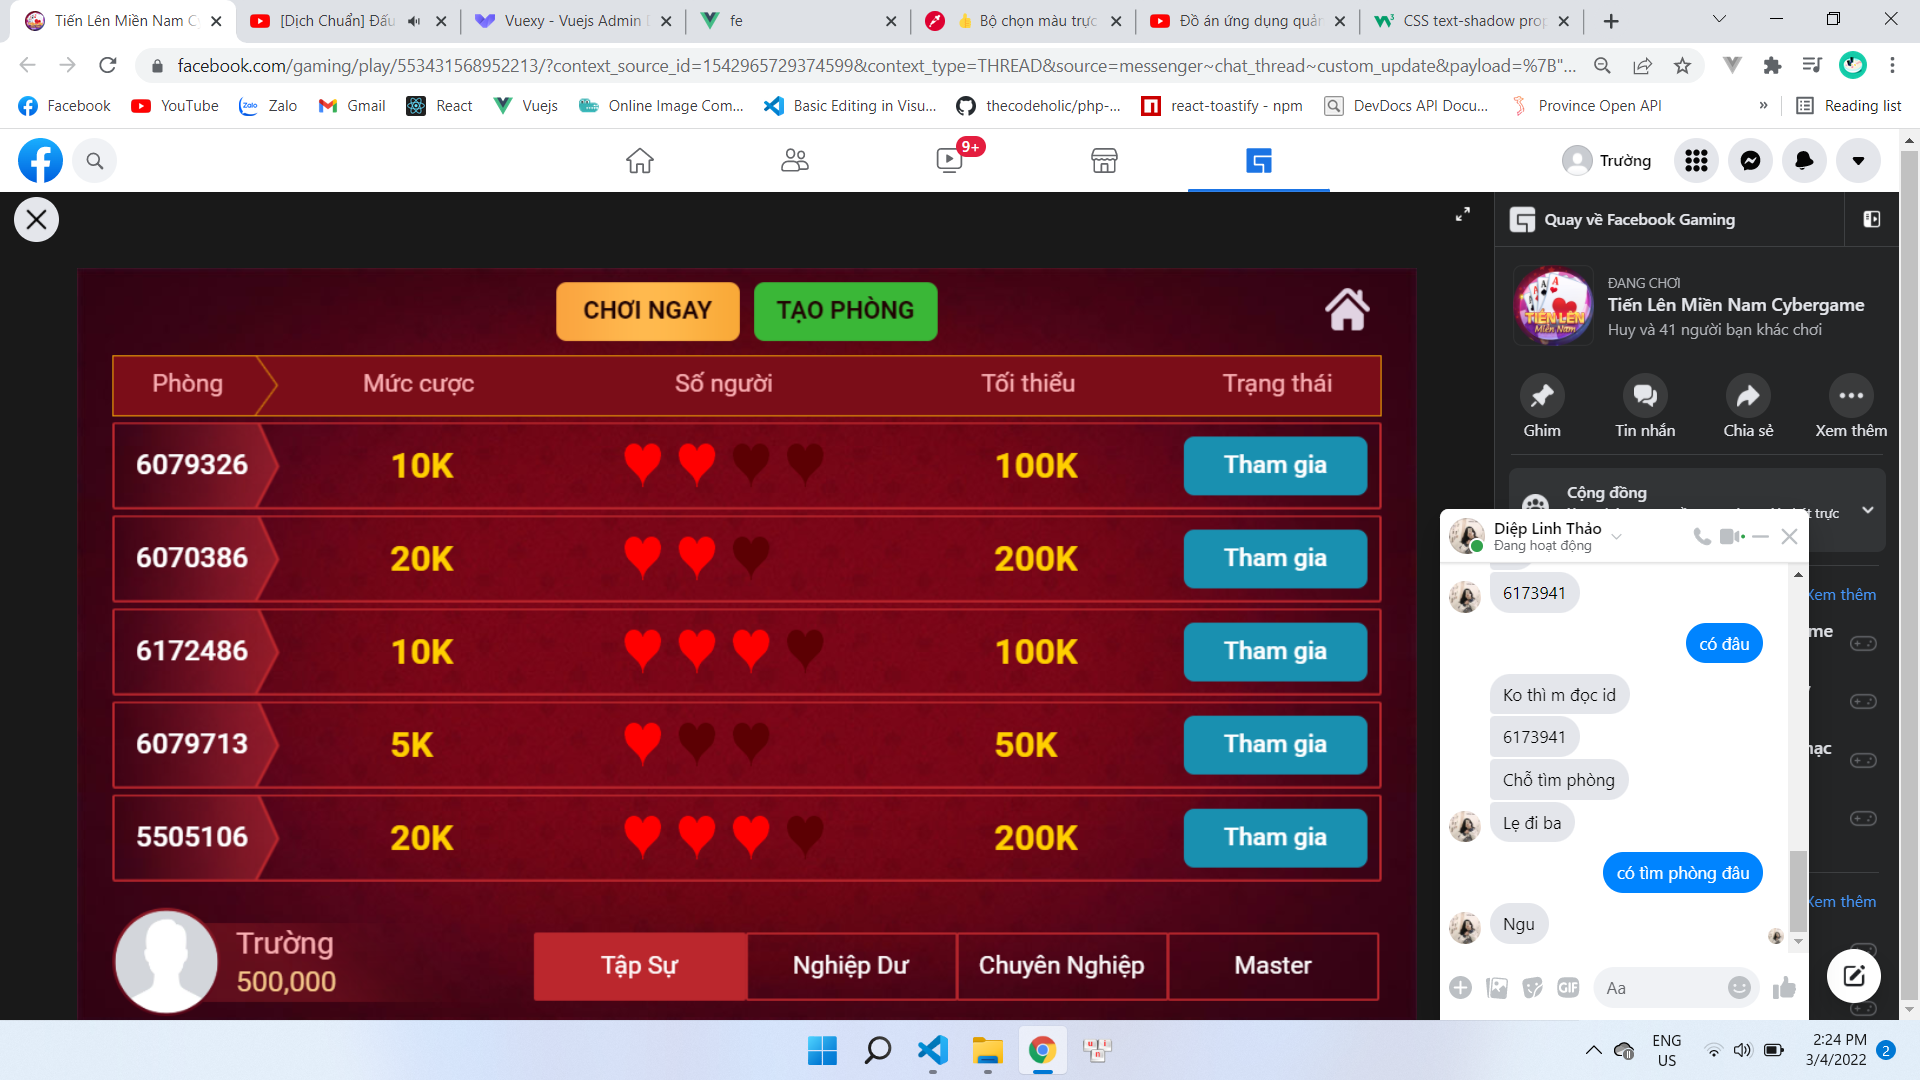 Tiến Lên Miền Nam Cy
[Dịch Chuẩn] Đấu
Vuexy - Vuejs Admin
fe
👍 Bộ chọn màu trực
Đồ án ứng dụng quản
CSS text-shadow prop
facebook.com/gaming/play/553431568952213/?context_source_id=1542965729374599&context_type=THREAD&source=messenger~chat_thread~custom_update&payload=%7B"...
Facebook
YouTube
Zalo
Gmail
React
Vuejs
Online Image Com...
Basic Editing in Visu...
thecodeholic/php-...
react-toastify - npm
DevDocs API Docu...
Province Open API
»
Reading list
9+
Trường
Quay về Facebook Gaming
ĐANG CHƠI
Tiến Lên Miền Nam Cybergame
Huy và 41 người bạn khác chơi
TIẾN LÊN
Miền Nam
Ghim
Tin nhắn
Chia sẻ
Xem thêm
Cộng đồng
CHƠI NGAY
TẠO PHÒNG
Phòng Mức cược Số người Tối thiểu Trạng thái
6079326 10K 100K Tham gia
6070386 20K 200K Tham gia
6172486 10K 100K Tham gia
6079713 5K 50K Tham gia
5505106 20K 200K Tham gia
Trường
500,000
Tập Sự
Nghiệp Dư
Chuyên Nghiệp
Master
trực
Xem thêm
me
Xem thêm
Diệp Linh Thảo
Đang hoạt động
6173941
có đâu
Ko thì m đọc id
6173941
Chỗ tìm phòng
Lẹ đi ba
có tìm phòng đâu
Ngu
GIF
Aa
ENG
US
2:24 PM
3/4/2022
2